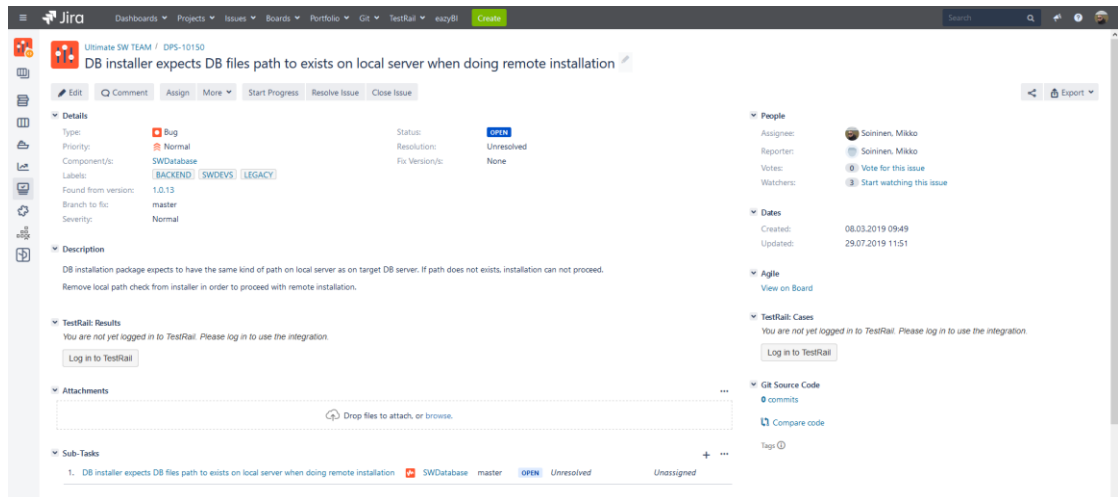 Jira Dashboards Projects Issues Boards Portfolio Git TestRail eazyBI Create Search
Ultimate SW TEAM / DPS-10150
DB installer expects DB files path to exists on local server when doing remote installation
Edit Comment Assign More Start Progress Resolve Issue Close Issue Export
Details
Type: Bug Status: OPEN
Priority: Normal Resolution: Unresolved
Component/s: SWDatabase Fix Version/s: None
Labels: BACKEND SWDEVS LEGACY
Found from version: 1.0.13
Branch to fix: master
Severity: Normal
Description
DB installation package expects to have the same kind of path on local server as on target DB server. If path does not exists, installation can not proceed.
Remove local path check from installer in order to proceed with remote installation.
TestRail: Results
You are not yet logged in to TestRail. Please log in to use the integration.
Log in to TestRail
Attachments
Drop files to attach, or browse.
Sub-Tasks
1. DB installer expects DB files path to exists on local server when doing remote installation SWDatabase master OPEN Unresolved Unassigned
People
Assignee: Soininen, Mikko
Reporter: Soininen, Mikko
Votes: 0 Vote for this issue
Watchers: 3 Start watching this issue
Dates
Created: 08.03.2019 09:49
Updated: 29.07.2019 11:51
Agile
View on Board
TestRail: Cases
You are not yet logged in to TestRail. Please log in to use the integration.
Log in to TestRail
Git Source Code
0 commits
Compare code
Tags